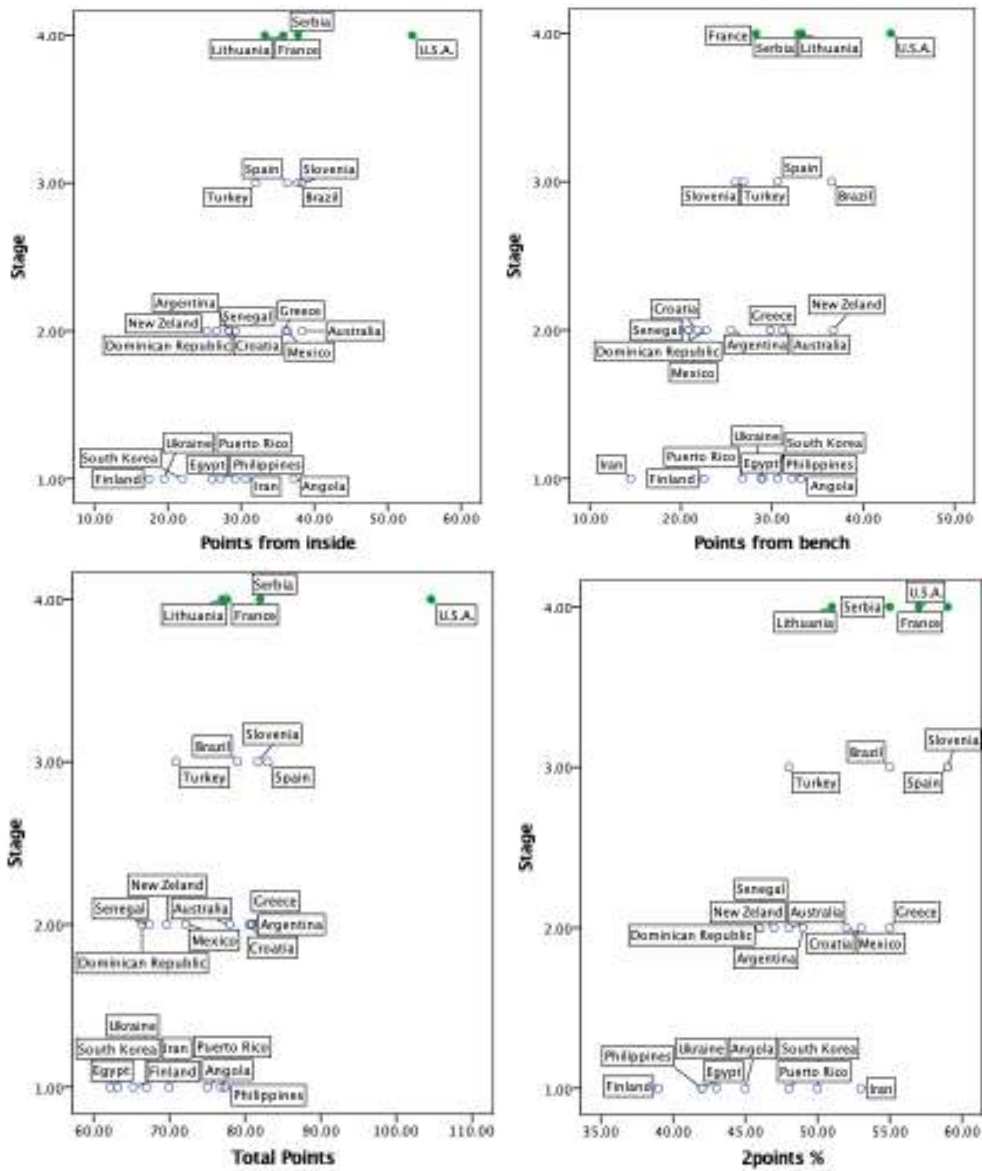 Serbia
4.00
Lithuania France U.S.A.
Spain Slovenia
3.00
Turkey Brazil
Stage
Argentina Senegal Greece
New Zeland
2.00
Australia
Dominican Republic Croatia Mexico
Ukraine Puerto Rico
South Korea Egypt Philippines
Finland
1.00
Iran Angola
10.00 20.00 30.00 40.00 50.00 60.00
Points from inside
4.00
France
Serbia Lithuania U.S.A.
Spain
3.00
Slovenia Turkey Brazil
Stage
Croatia Greece New Zeland
Senegal
2.00
Dominican Republic Argentina Australia
Mexico
Ukraine South Korea
Iran Puerto Rico Egypt Philippines
Finland
1.00
Angola
10.00 20.00 30.00 40.00 50.00
Points from bench
Serbia
4.00
Lithuania France U.S.A.
Slovenia
Brazil
3.00
Turkey Spain
Stage
New Zeland
Senegal Australia Greece
2.00
Argentina
Mexico Croatia
Dominican Republic
Ukraine
South Korea Iran Puerto Rico
Egypt Finland Angola
1.00
Philippines
60.00 70.00 80.00 90.00 100.00 110.00
Total Points
U.S.A.
4.00
Serbia
Lithuania France
Slovenia
Brazil
3.00
Turkey Spain
Stage
Senegal
New Zeland Australia Greece
2.00
Dominican Republic Croatia Mexico
Argentina
Ukraine Angola South Korea
Philippines Egypt Puerto Rico
Finland
1.00
Iran
35.00 40.00 45.00 50.00 55.00 60.00
2points %